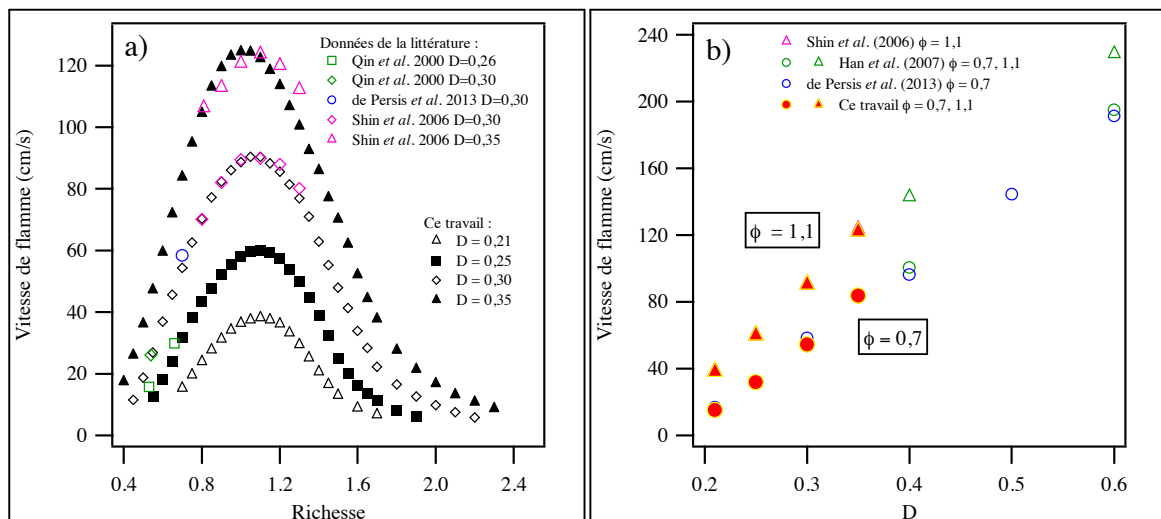 a)
Données de la littérature :
Qin et al. 2000 D=0,26
Qin et al. 2000 D=0,30
de Persis et al. 2013 D=0,30
Shin et al. 2006 D=0,30
Shin et al. 2006 D=0,35
Ce travail :
D = 0,21
D = 0,25
D = 0,30
D = 0,35
Vitesse de flamme (cm/s)
120
100
80
60
40
20
0
0.4 0.8 1.2 1.6 2.0 2.4
Richesse
b)
Shin et al. (2006) ϕ = 1,1
Han et al. (2007) ϕ = 0,7, 1,1
de Persis et al. (2013) ϕ = 0,7
Ce travail ϕ = 0,7, 1,1
ϕ = 1,1
ϕ = 0,7
Vitesse de flamme (cm/s)
240
200
160
120
80
40
0
0.2 0.3 0.4 0.5 0.6
D